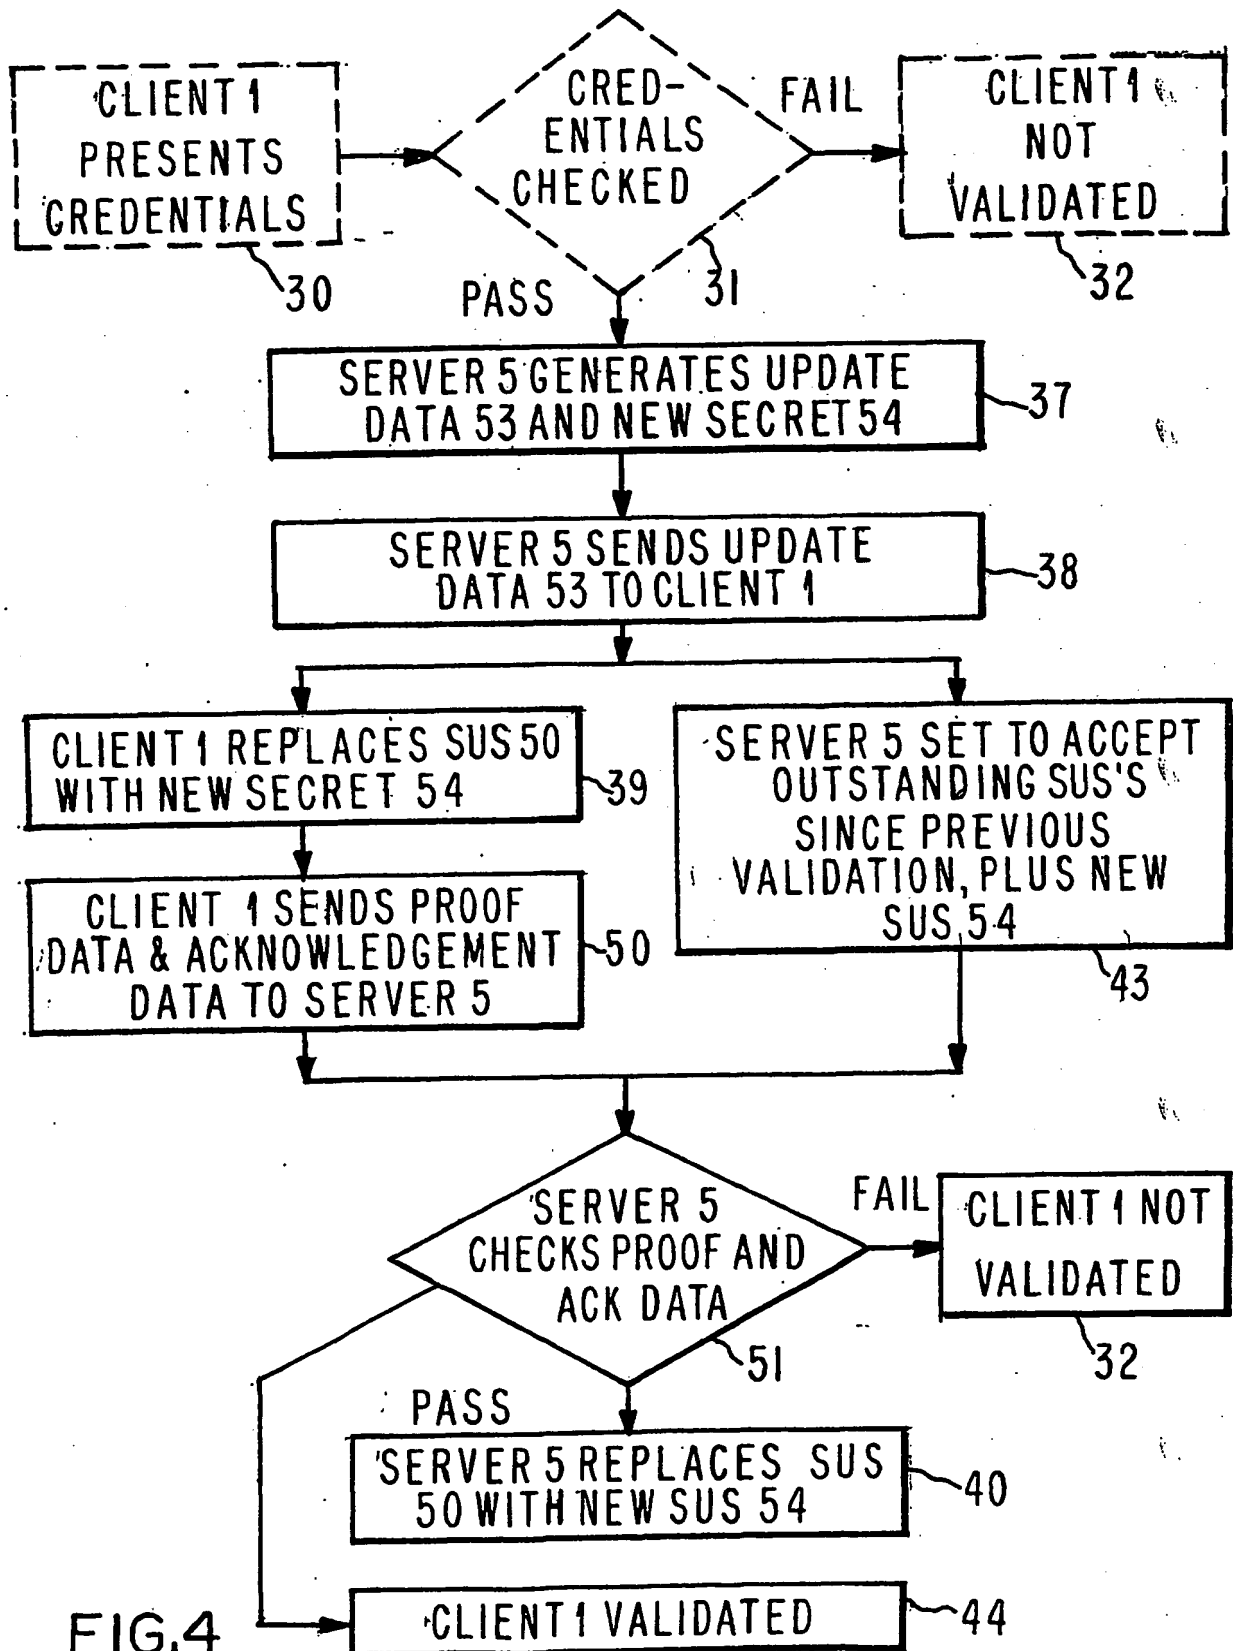 CLIENT 1
PRESENTS
CREDENTIALS
30
CRED-
ENTIALS
CHECKED
31
FAIL
CLIENT 1
NOT
VALIDATED
32
PASS
SERVER 5 GENERATES UPDATE
DATA 53 AND NEW SECRET 54
37
SERVER 5 SENDS UPDATE
DATA 53 TO CLIENT 1
38
CLIENT 1 REPLACES SUS 50
WITH NEW SECRET 54
39
SERVER 5 SET TO ACCEPT
OUTSTANDING SUS'S
SINCE PREVIOUS
VALIDATION, PLUS NEW
SUS 54
43
CLIENT 1 SENDS PROOF
DATA & ACKNOWLEDGEMENT
DATA TO SERVER 5
50
SERVER 5
CHECKS PROOF AND
ACK DATA
51
FAIL
CLIENT 1 NOT
VALIDATED
32
PASS
SERVER 5 REPLACES SUS
50 WITH NEW SUS 54
40
CLIENT 1 VALIDATED
44
FIG.4